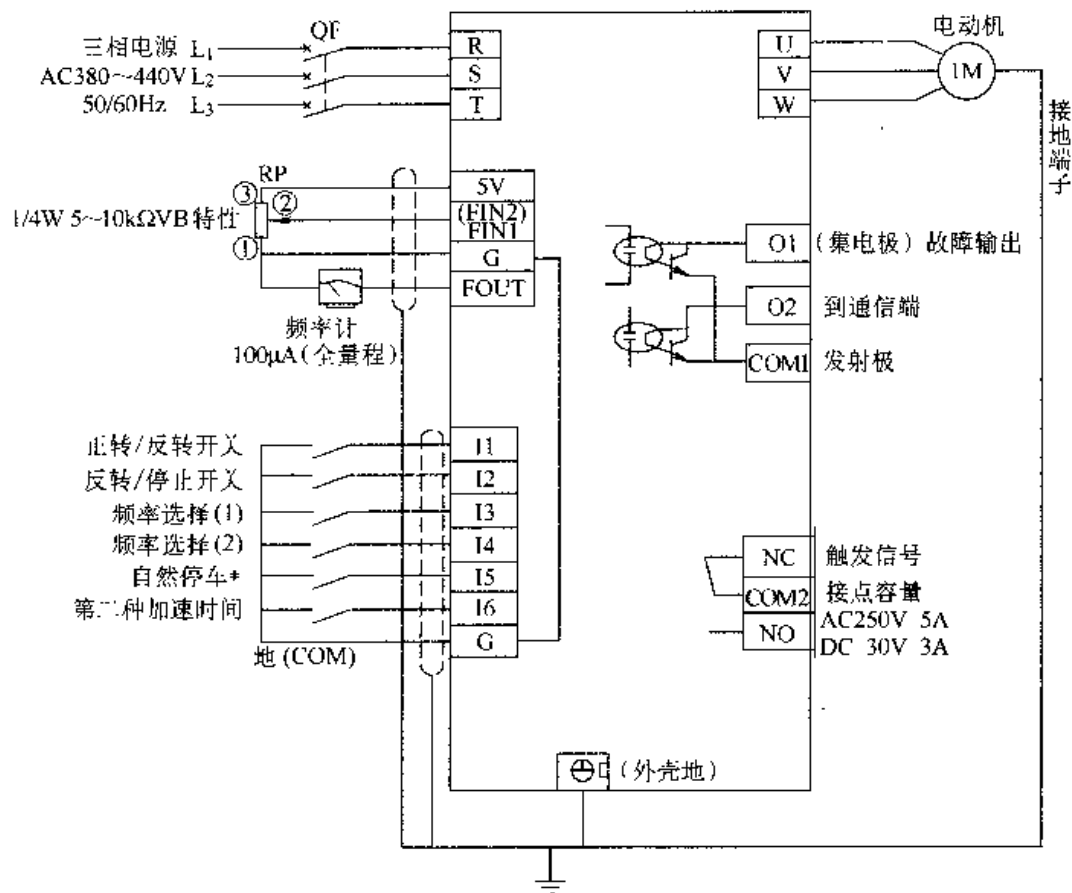 三相电源 L1
AC380～440V L2
50/60Hz L3
QF
R
S
T
U
V
W
电动机
1M
接地端子
RP
③
②
①
1/4W 5~10kΩVB特性
5V
(FIN2)
FIN1
G
FOUT
频率计
100μA(全量程)
O1 (集电极) 故障输出
O2 到通信端
COM1 发射极
正转/反转开关 I1
反转/停止开关 I2
频率选择(1) I3
频率选择(2) I4
自然停车* I5
第二种加速时间 I6
G
地(COM)
NC 触发信号
COM2 接点容量
NO AC250V 5A
DC 30V 3A
(外壳地)